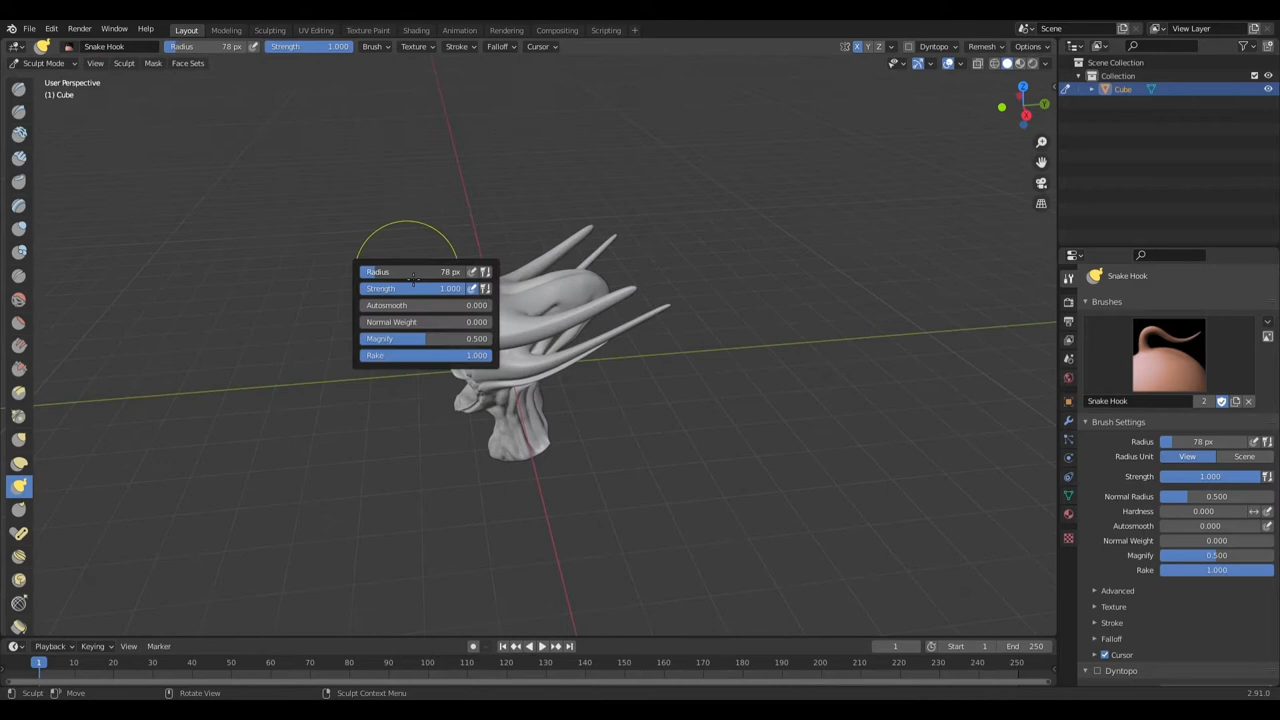 File Edit Render Window Help Layout Modeling Sculpting UV Editing Texture Paint Shading Animation Rendering Compositing Scripting Scene View Layer
Snake Hook Radius 78 px Strength 1.000 Brush Texture Stroke Falloff Cursor X Y Z Dyntopo Remesh Options
Sculpt Mode View Sculpt Mask Face Sets
Scene Collection
Collection
Cube
User Perspective
(1) Cube
Z
Y
X
Radius 78 px
Strength 1.000
Autosmooth 0.000
Normal Weight 0.000
Magnify 0.500
Rake 1.000
Snake Hook
Brushes
Snake Hook 2
Brush Settings
Radius 78 px
Radius Unit View Scene
Strength 1.000
Normal Radius 0.500
Hardness 0.000
Autosmooth 0.000
Normal Weight 0.000
Magnify 0.500
Rake 1.000
Advanced
Texture
Stroke
Falloff
Cursor
Dyntopo
Playback Keying View Marker 1 Start 1 End 250
1 10 20 30 40 50 60 70 80 90 100 110 120 130 140 150 160 170 180 190 200 210 220 230 240 250
Sculpt Move Rotate View Sculpt Context Menu 2.91.0